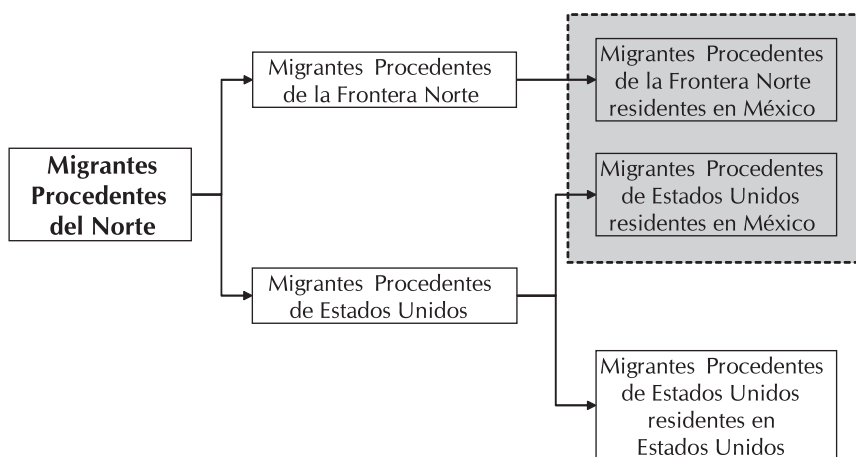 Migrantes
Procedentes
del Norte
Migrantes Procedentes
de la Frontera Norte
Migrantes Procedentes
de Estados Unidos
Migrantes Procedentes
de la Frontera Norte
residentes en México
Migrantes Procedentes
de Estados Unidos
residentes en México
Migrantes Procedentes
de Estados Unidos
residentes en
Estados Unidos